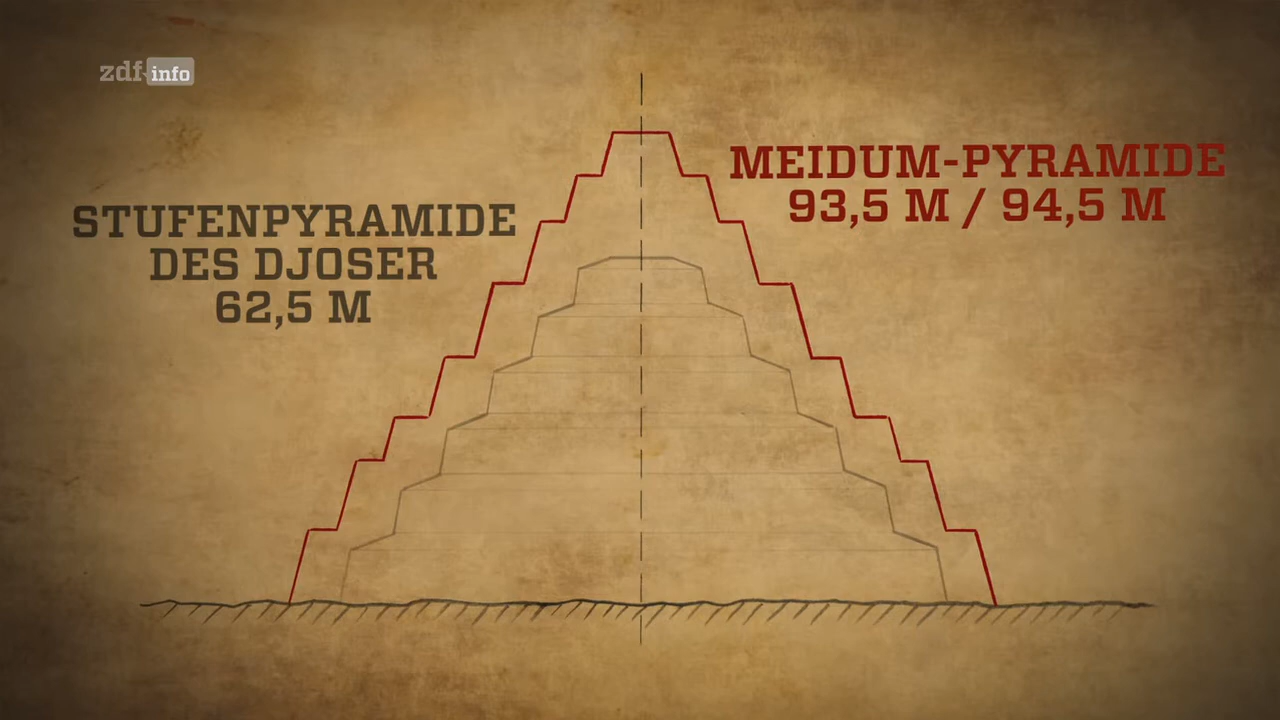 zdf info
STUFENPYRAMIDE
DES DJOSER
62,5 M
MEIDUM-PYRAMIDE
93,5 M / 94,5 M